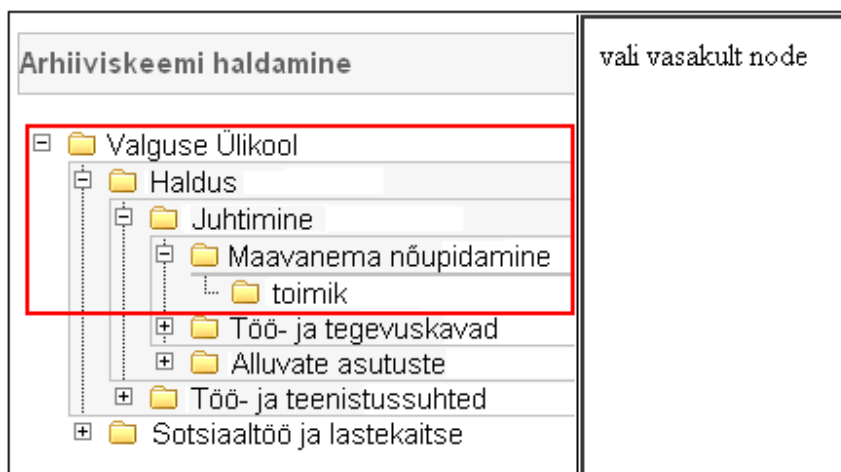 Arhiiviskeemi haldamine
vali vasakult node
Valguse Ülikool
Haldus
Juhtimine
Maavanema nõupidamine
toimik
Töö- ja tegevuskavad
Alluvate asutuste
Töö- ja teenistussuhted
Sotsiaaltöö ja lastekaitse